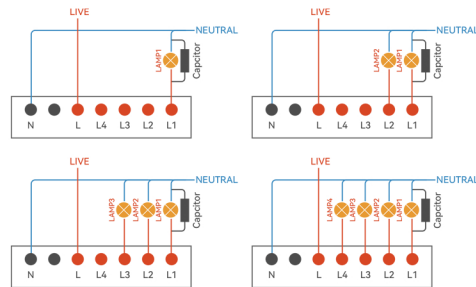 LIVE
NEUTRAL
LAMP1
Capcitor
N L L4 L3 L2 L1
LIVE
NEUTRAL
LAMP2
LAMP1
Capcitor
N L L4 L3 L2 L1
LIVE
NEUTRAL
LAMP3
LAMP2
LAMP1
Capcitor
N L L4 L3 L2 L1
LIVE
NEUTRAL
LAMP4
LAMP3
LAMP2
LAMP1
Capcitor
N L L4 L3 L2 L1